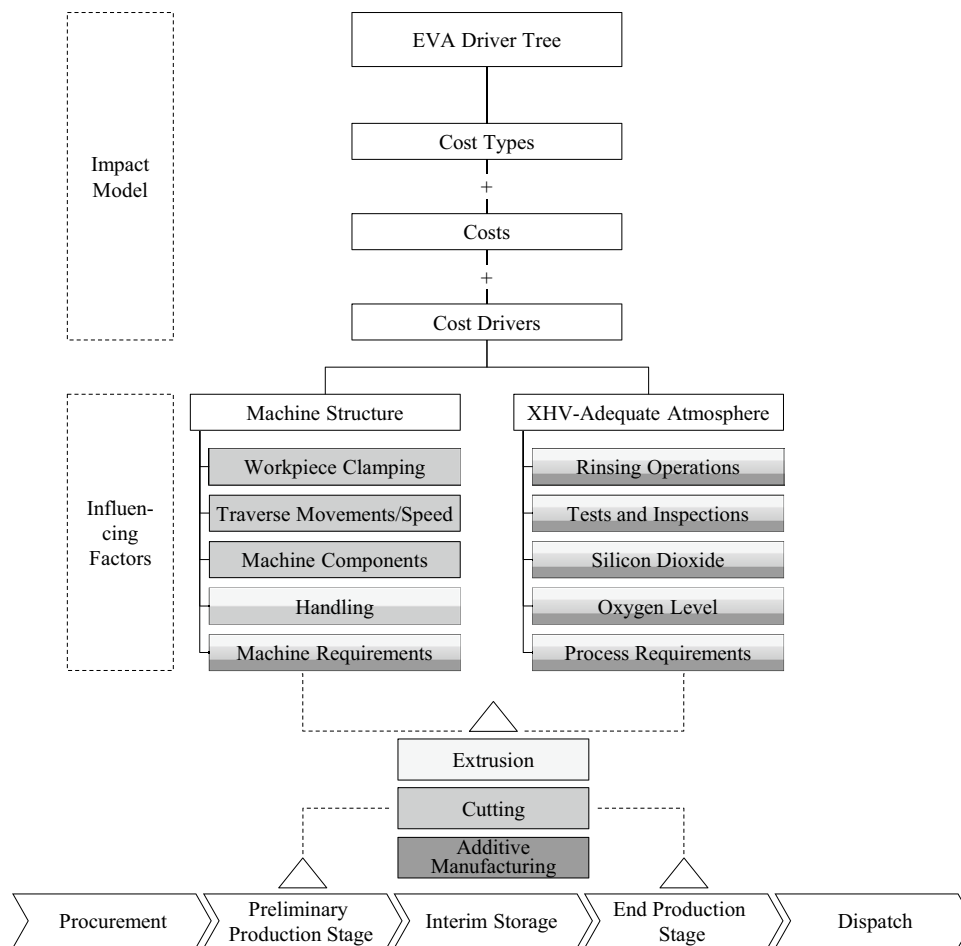 EVA Driver Tree
Impact
Model
Cost Types
+
Costs
+
Cost Drivers
Influen-
cing
Factors
Machine Structure
Workpiece Clamping
Traverse Movements/Speed
Machine Components
Handling
Machine Requirements
XHV-Adequate Atmosphere
Rinsing Operations
Tests and Inspections
Silicon Dioxide
Oxygen Level
Process Requirements
Extrusion
Cutting
Additive
Manufacturing
Procurement
Preliminary
Production Stage
Interim Storage
End Production
Stage
Dispatch